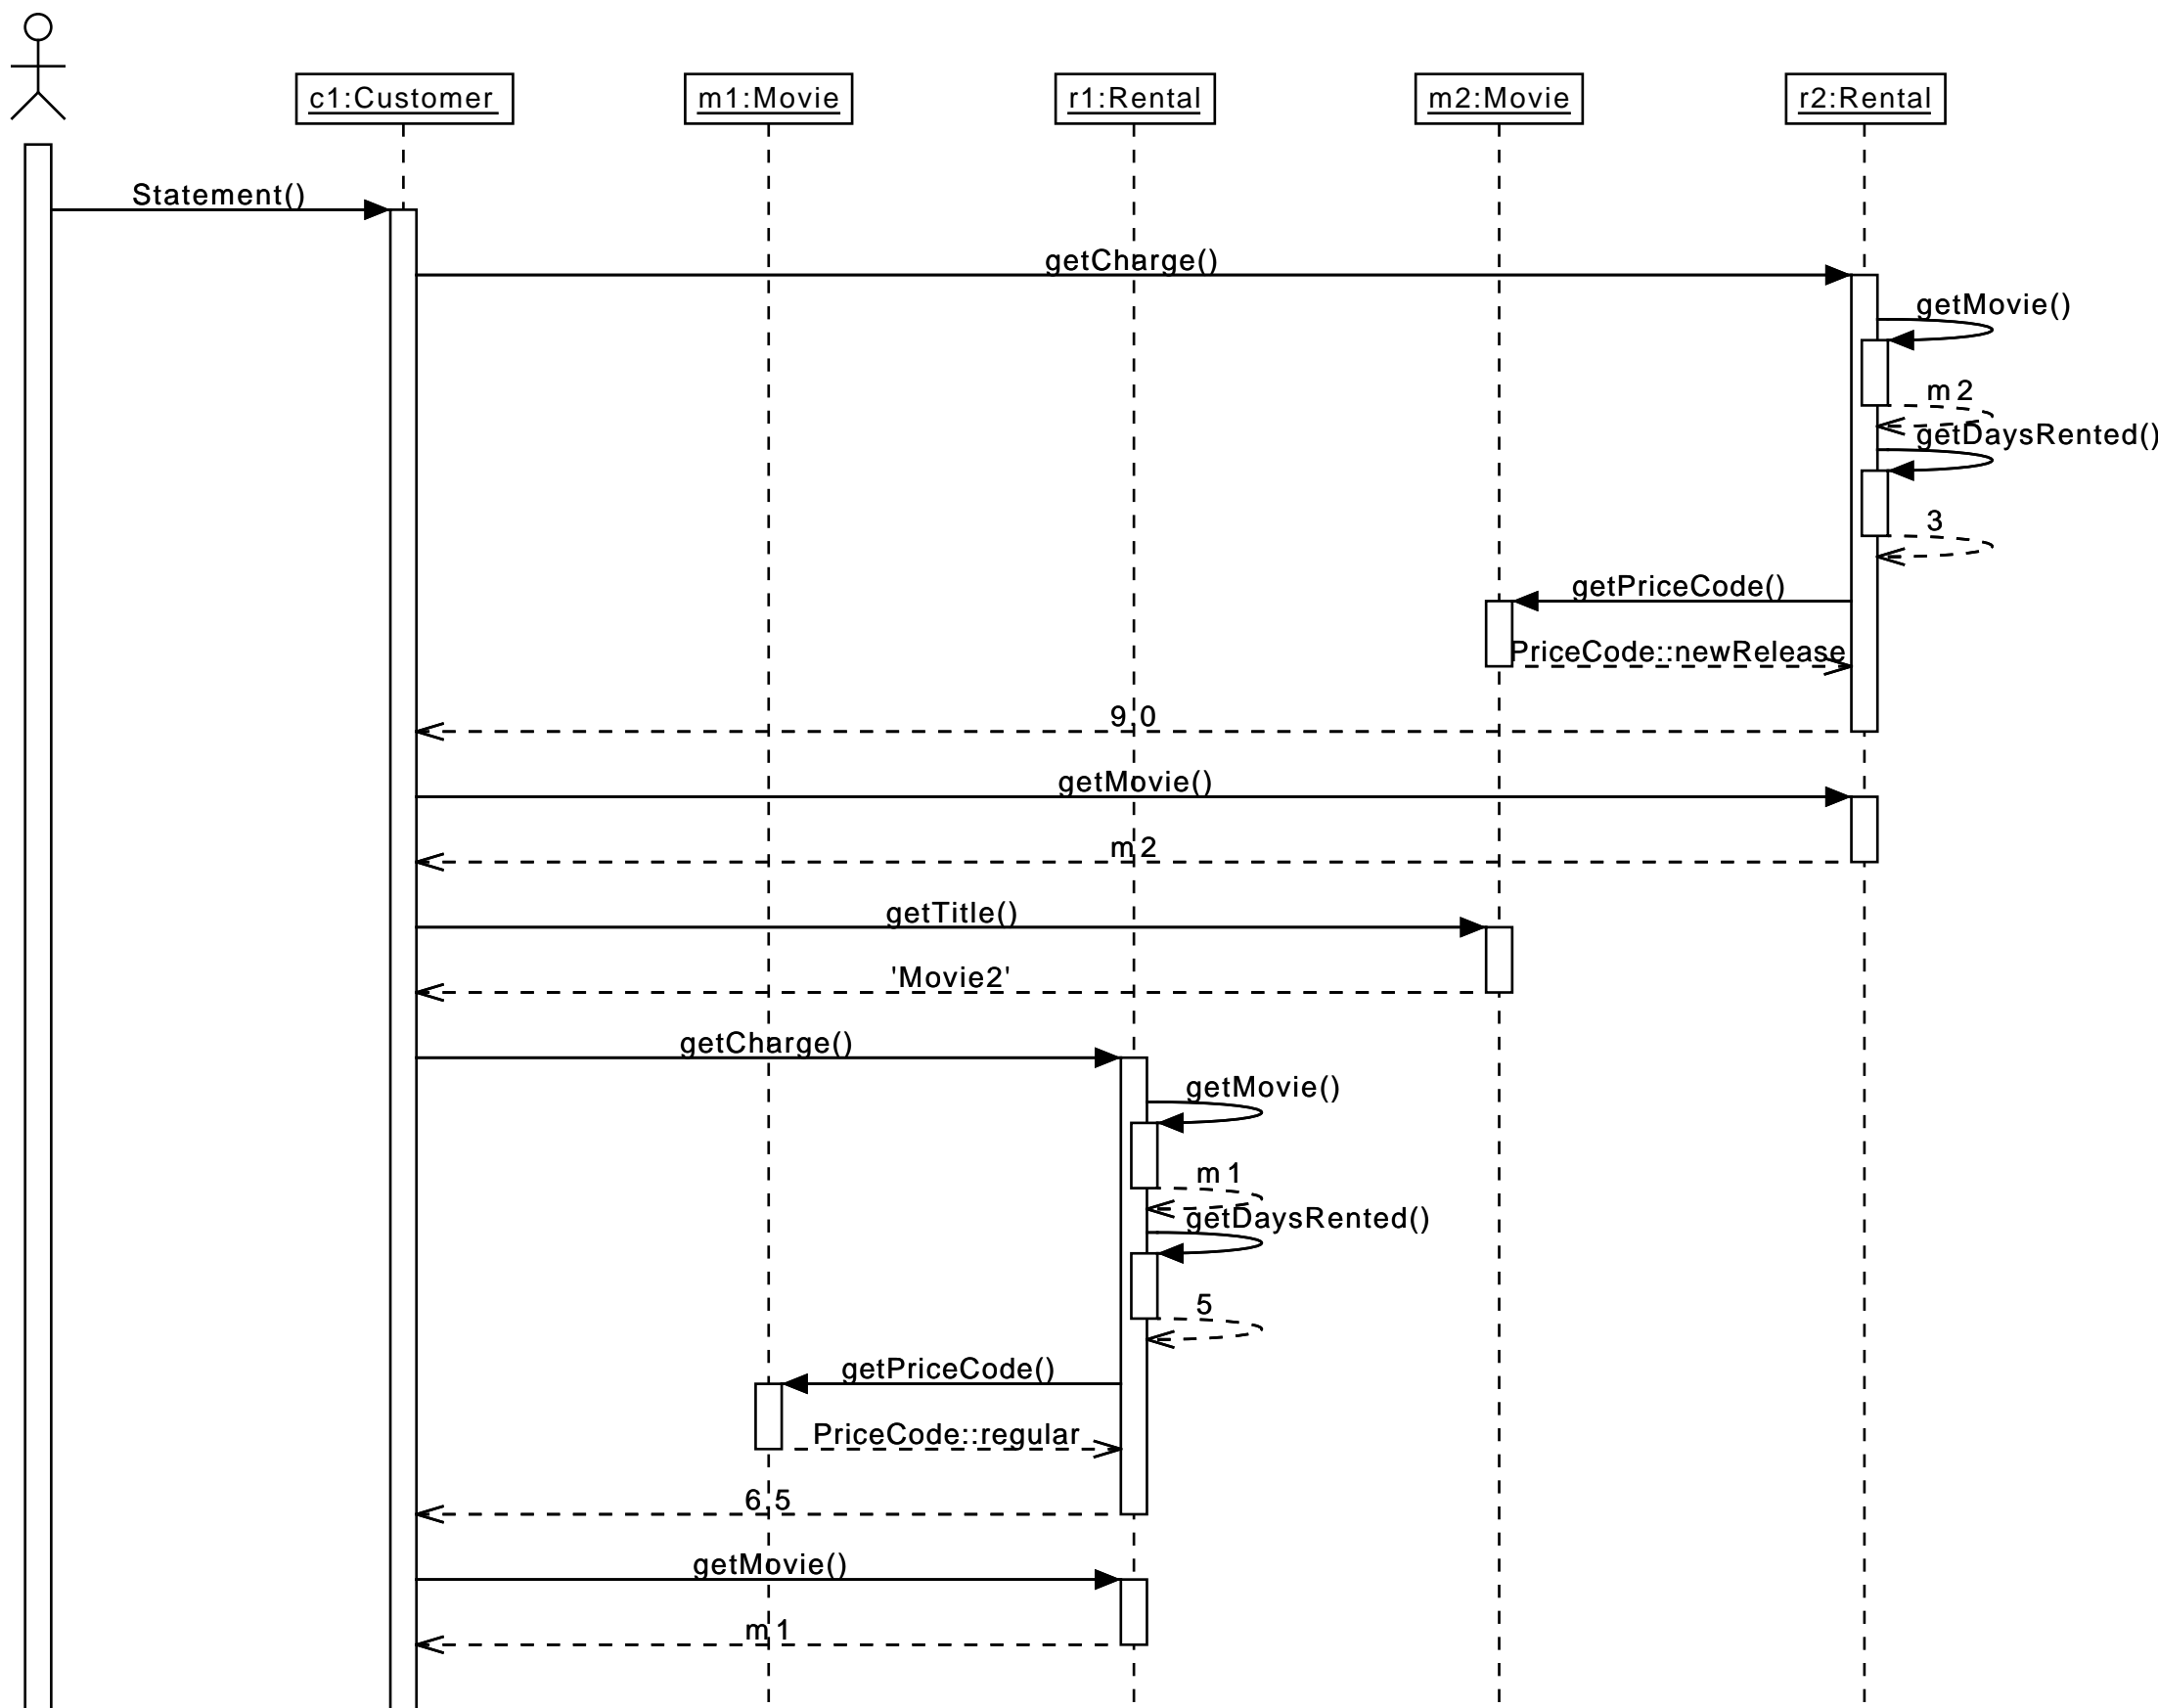 c1:Customer
m1:Movie
r1:Rental
m2:Movie
r2:Rental
Statement()
getCharge()
getMovie()
m2
getDaysRented()
3
getPriceCode()
PriceCode::newRelease
9.0
getMovie()
m2
getTitle()
'Movie2'
getCharge()
getMovie()
m1
getDaysRented()
5
getPriceCode()
PriceCode::regular
6.5
getMovie()
m1